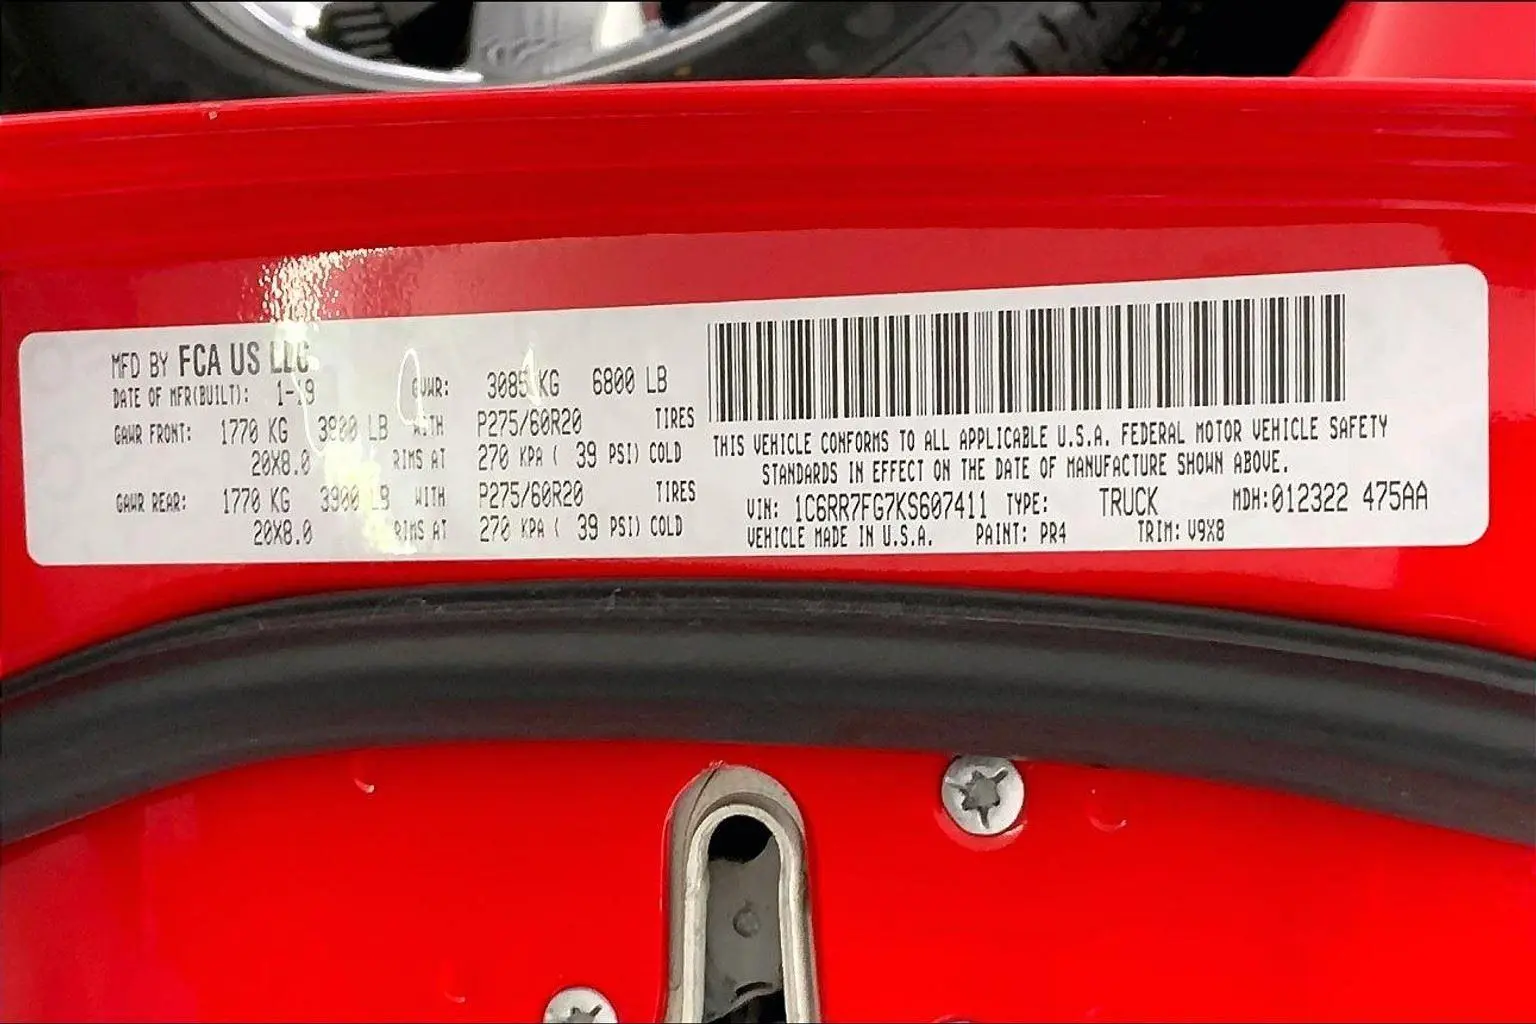 MFD BY FCA US LLC
DATE OF MFR(BUILT): 1-19 GVWR: 3085 KG 6800 LB
GAWR FRONT: 1770 KG 3900 LB WITH P275/60R20 TIRES
20X8.0 RIMS AT 270 KPA ( 39 PSI) COLD
GAWR REAR: 1770 KG 3900 LB WITH P275/60R20 TIRES
20X8.0 RIMS AT 270 KPA ( 39 PSI) COLD
THIS VEHICLE CONFORMS TO ALL APPLICABLE U.S.A. FEDERAL MOTOR VEHICLE SAFETY
STANDARDS IN EFFECT ON THE DATE OF MANUFACTURE SHOWN ABOVE.
VIN: 1C6RR7FG7KS607411 TYPE: TRUCK MDH:012322 475AA
VEHICLE MADE IN U.S.A. PAINT: PR4 TRIM: V9X8